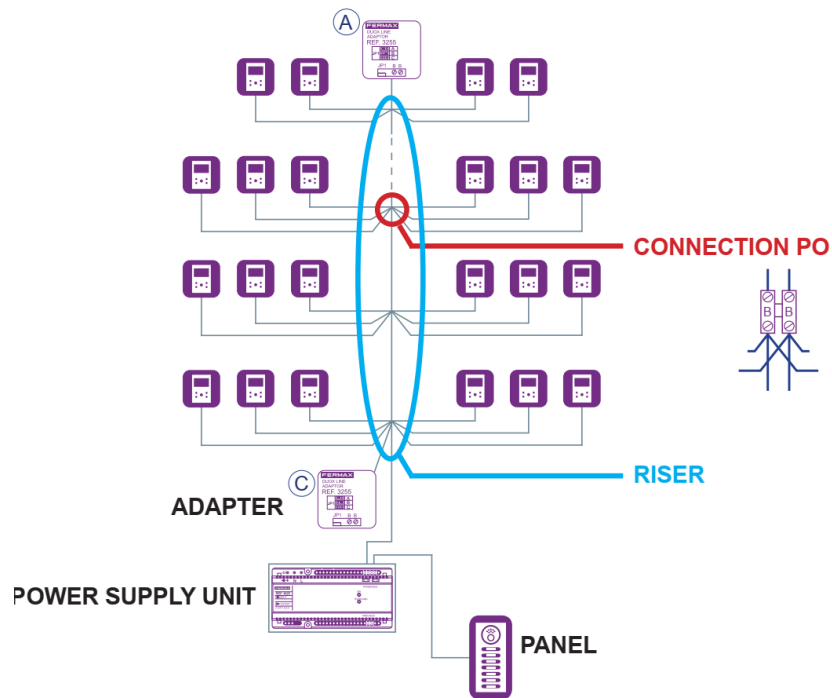 A
FERMAX
DUOX LINE
ADAPTOR
REF. 3255
JP1 B B
CONNECTION PO
B B
RISER
C
FERMAX
DUOX LINE
ADAPTOR
REF. 3255
JP1 B B
ADAPTER
POWER SUPPLY UNIT
PANEL